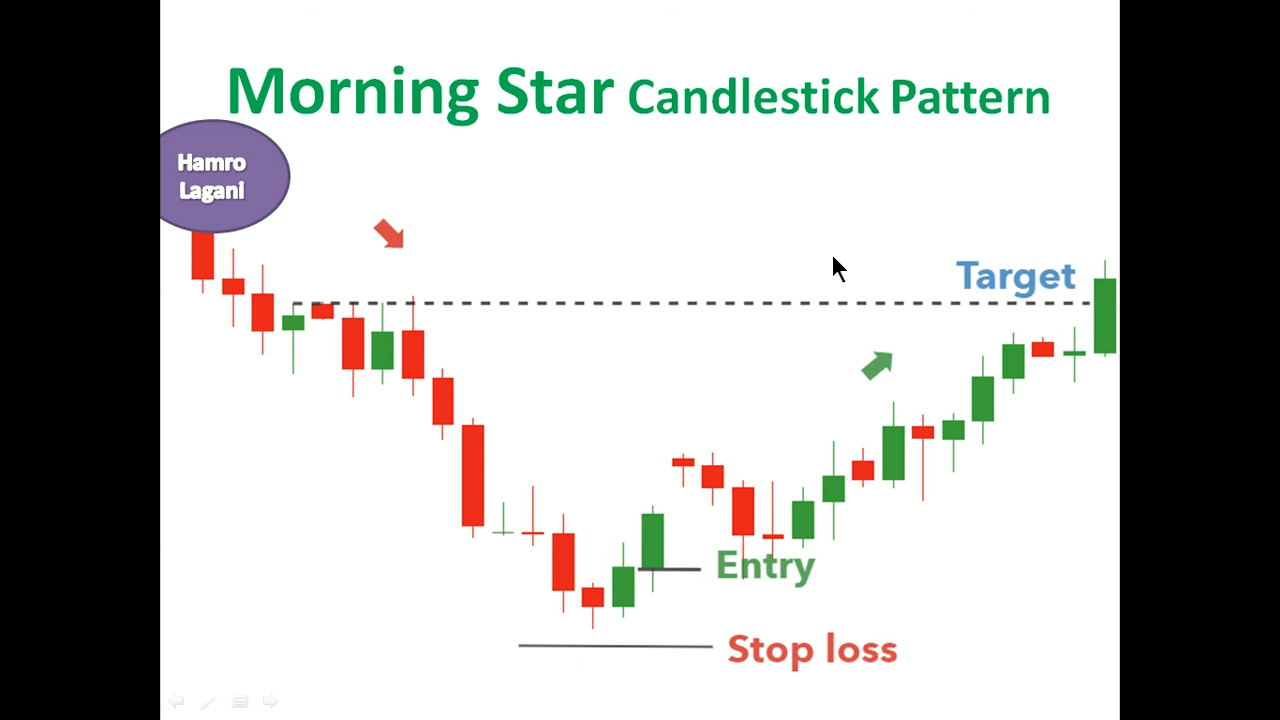 Morning Star Candlestick Pattern
Hamro
Lagani
Target
Entry
Stop loss